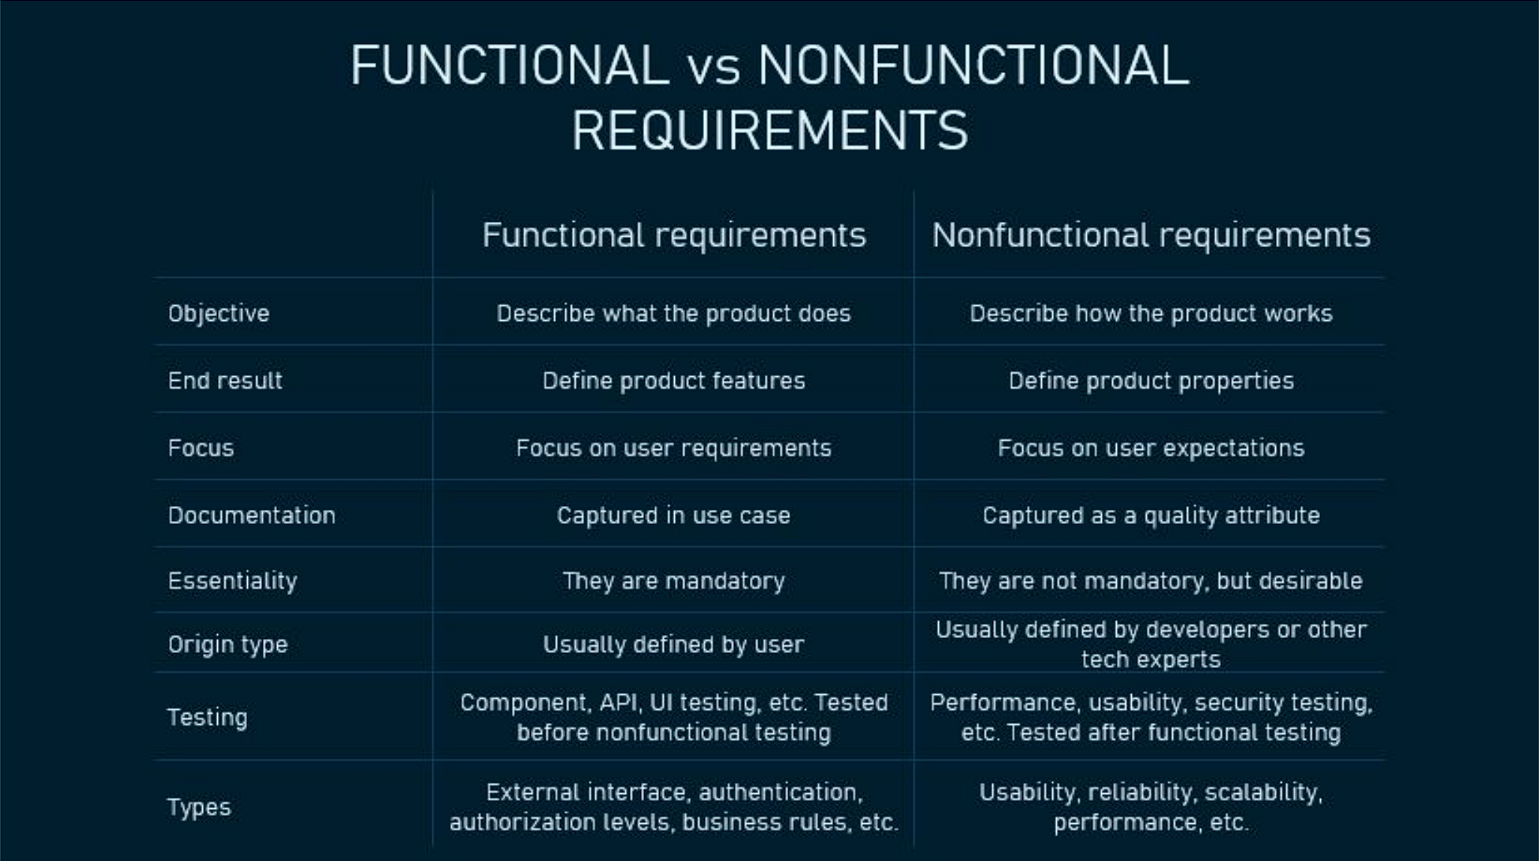 FUNCTIONAL vs NONFUNCTIONAL
REQUIREMENTS
Functional requirements
Nonfunctional requirements
Objective
Describe what the product does
Describe how the product works
End result
Define product features
Define product properties
Focus
Focus on user requirements
Focus on user expectations
Documentation
Captured in use case
Captured as a quality attribute
Essentiality
They are mandatory
They are not mandatory, but desirable
Origin type
Usually defined by user
Usually defined by developers or other
tech experts
Testing
Component, API, UI testing, etc. Tested
before nonfunctional testing
Performance, usability, security testing,
etc. Tested after functional testing
Types
External interface, authentication,
authorization levels, business rules, etc.
Usability, reliability, scalability,
performance, etc.